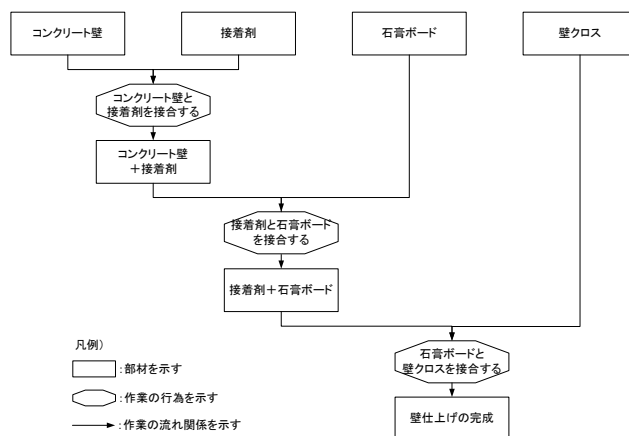 コンクリート壁
接着剤
石膏ボード
壁クロス
コンクリート壁と
接着剤を接合する
コンクリート壁
＋接着剤
接着剤と石膏ボード
を接合する
接着剤＋石膏ボード
石膏ボードと
壁クロスを接合する
壁仕上げの完成
凡例）
：部材を示す
：作業の行為を示す
：作業の流れ関係を示す